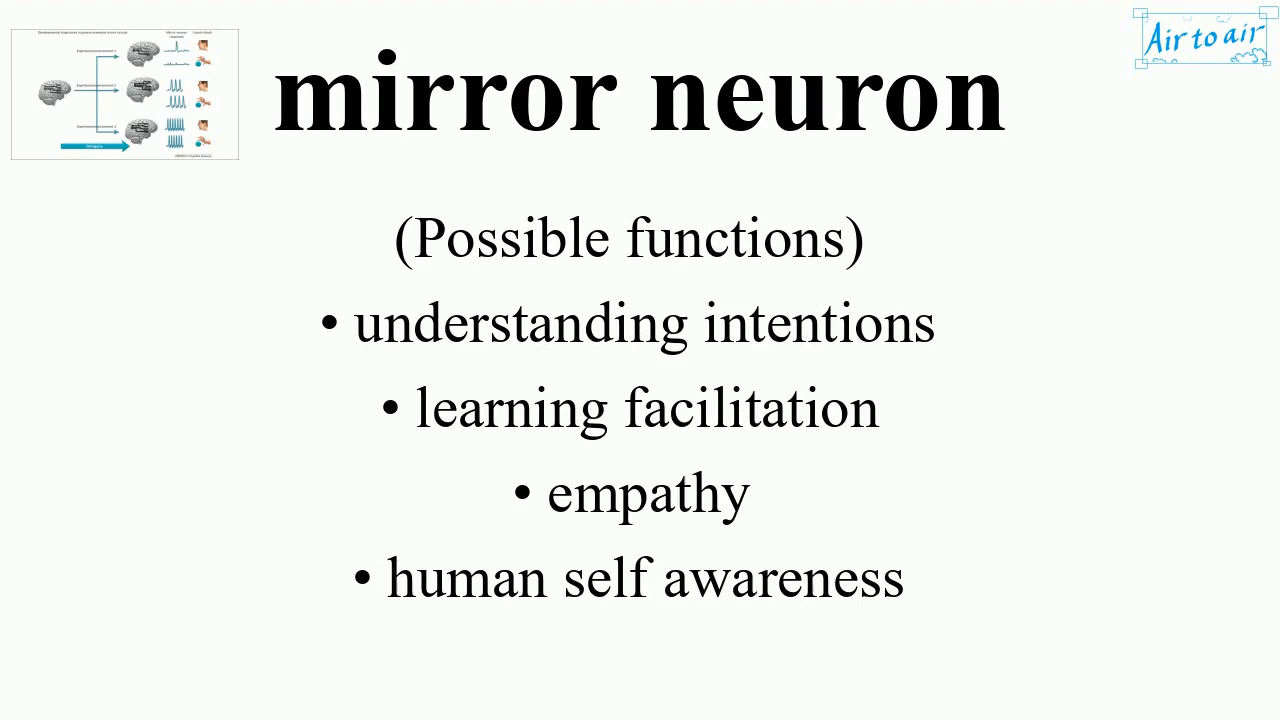 mirror neuron
Air to air
(Possible functions)
• understanding intentions
• learning facilitation
• empathy
• human self awareness